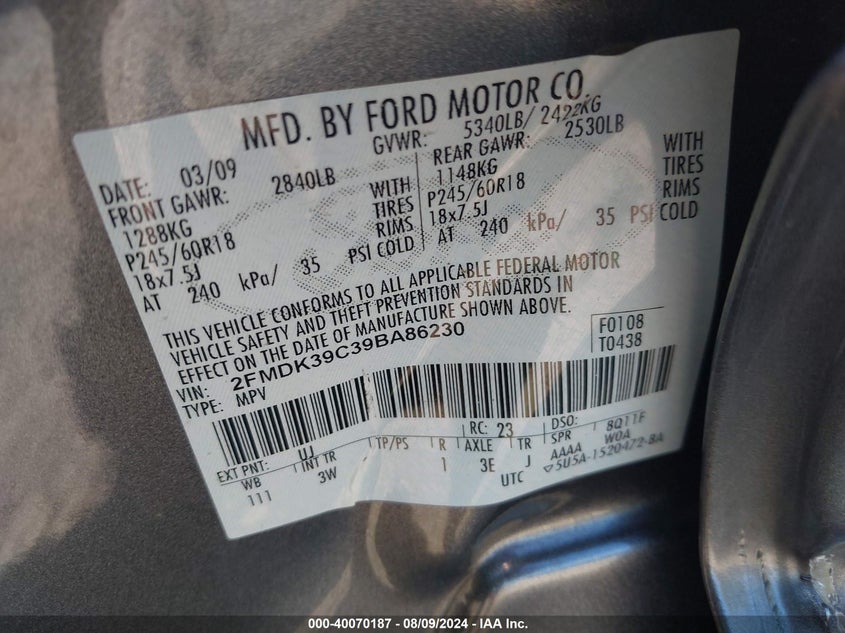 MFD. BY FORD MOTOR CO.
DATE: 03/09 GVWR: 5340LB/ 2422KG
FRONT GAWR: 2840LB REAR GAWR: 2530LB
1288KG WITH 1148KG WITH
P245/60R18 TIRES P245/60R18 TIRES
18x7.5J RIMS 18x7.5J RIMS
AT 240 kPa/ 35 PSI COLD AT 240 kPa/ 35 PSI COLD
THIS VEHICLE CONFORMS TO ALL APPLICABLE FEDERAL MOTOR
VEHICLE SAFETY AND THEFT PREVENTION STANDARDS IN
EFFECT ON THE DATE OF MANUFACTURE SHOWN ABOVE.
VIN: 2FMDK39C39BA86230 F0108
TYPE: MPV T0438
EXT PNT: UJ RC: 23 DSO:
WB INT TR TP/PS R AXLE TR SPR 8Q11F
111 3W 1 3E J AAAA W0A
UTC 5U5A-1520472-BA
000-40070187 - 08/09/2024 - IAA Inc.